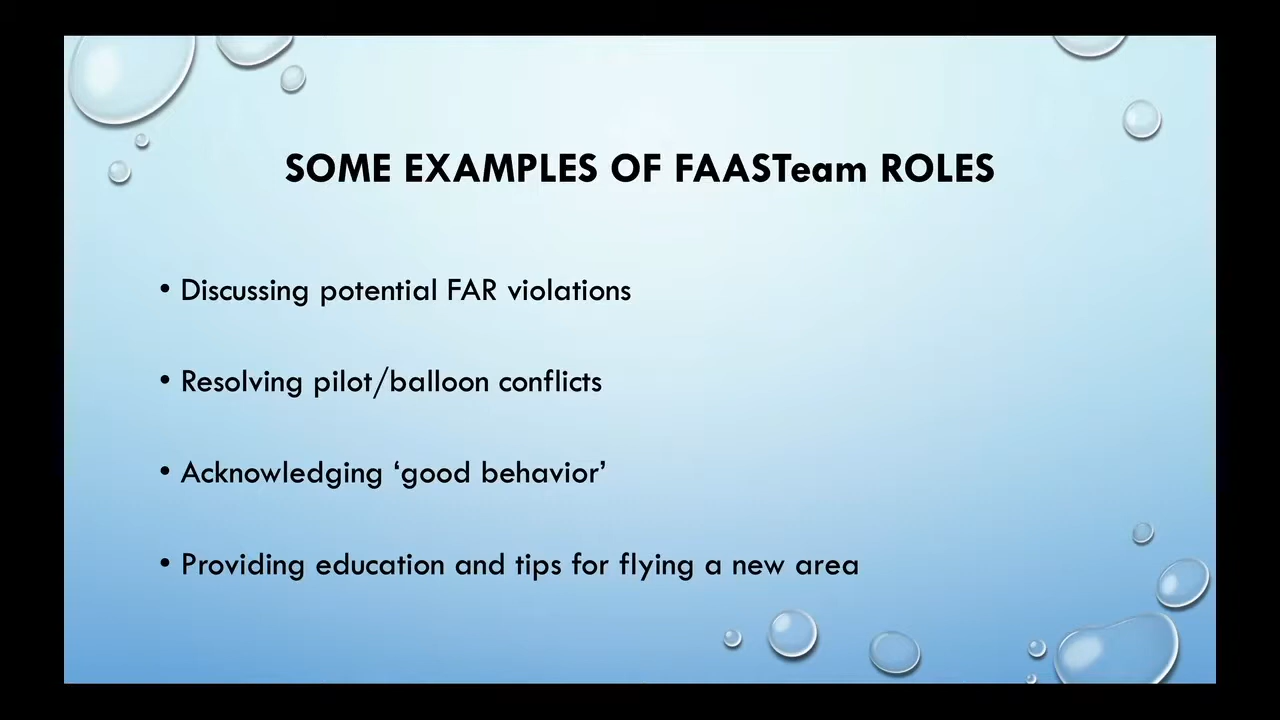 SOME EXAMPLES OF FAASTeam ROLES
• Discussing potential FAR violations
• Resolving pilot/balloon conflicts
• Acknowledging ‘good behavior’
• Providing education and tips for flying a new area